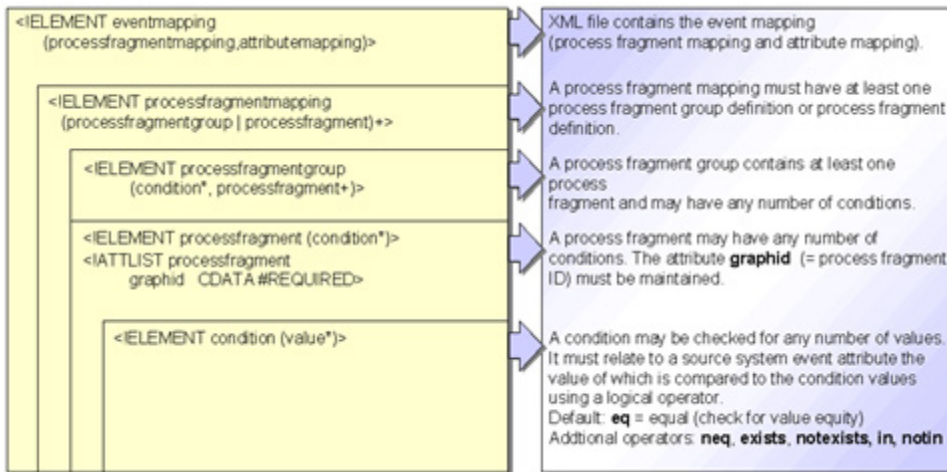 <!ELEMENT eventmapping
(processfragmentmapping,attributemapping)>
XML file contains the event mapping
(process fragment mapping and attribute mapping).
<!ELEMENT processfragmentmapping
(processfragmentgroup | processfragment)+>
A process fragment mapping must have at least one
process fragment group definition or process fragment
definition.
<!ELEMENT processfragmentgroup
(condition*, processfragment+)>
A process fragment group contains at least one
process
fragment and may have any number of conditions.
<!ELEMENT processfragment (condition*)>
<!ATTLIST processfragment
graphid CDATA #REQUIRED>
A process fragment may have any number of
conditions. The attribute graphid (= process fragment
ID) must be maintained.
<!ELEMENT condition (value*)>
A condition may be checked for any number of values.
It must relate to a source system event attribute the
value of which is compared to the condition values
using a logical operator.
Default: eq = equal (check for value equity)
Addtional operators: neq, exists, notexists, in, notin